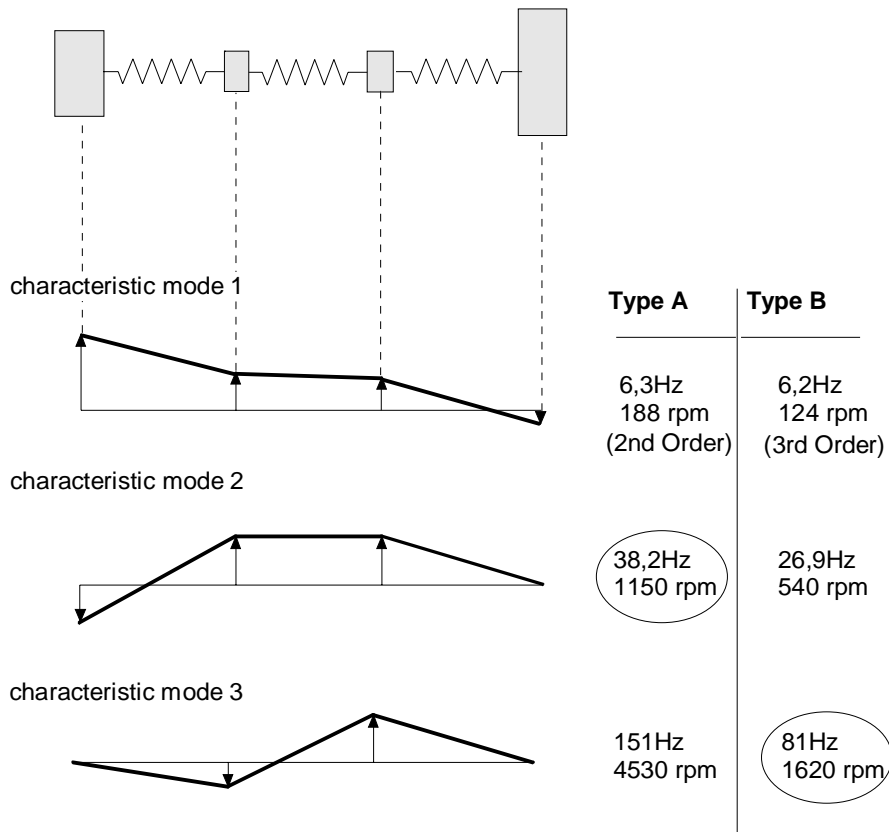 characteristic mode 1
Type A
Type B
6,3Hz
188 rpm
(2nd Order)
6,2Hz
124 rpm
(3rd Order)
characteristic mode 2
38,2Hz
1150 rpm
26,9Hz
540 rpm
characteristic mode 3
151Hz
4530 rpm
81Hz
1620 rpm